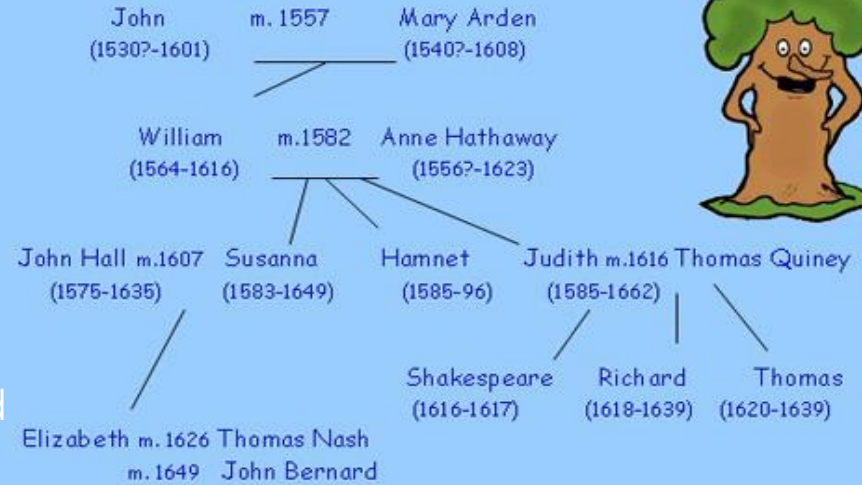 John m. 1557 Mary Arden
(1530?-1601) (1540?-1608)
William m.1582 Anne Hathaway
(1564-1616) (1556?-1623)
John Hall m.1607 Susanna Hamnet Judith m.1616 Thomas Quiney
(1575-1635) (1583-1649) (1585-96) (1585-1662)
Shakespeare Richard Thomas
(1616-1617) (1618-1639) (1620-1639)
Elizabeth m. 1626 Thomas Nash
m. 1649 John Bernard